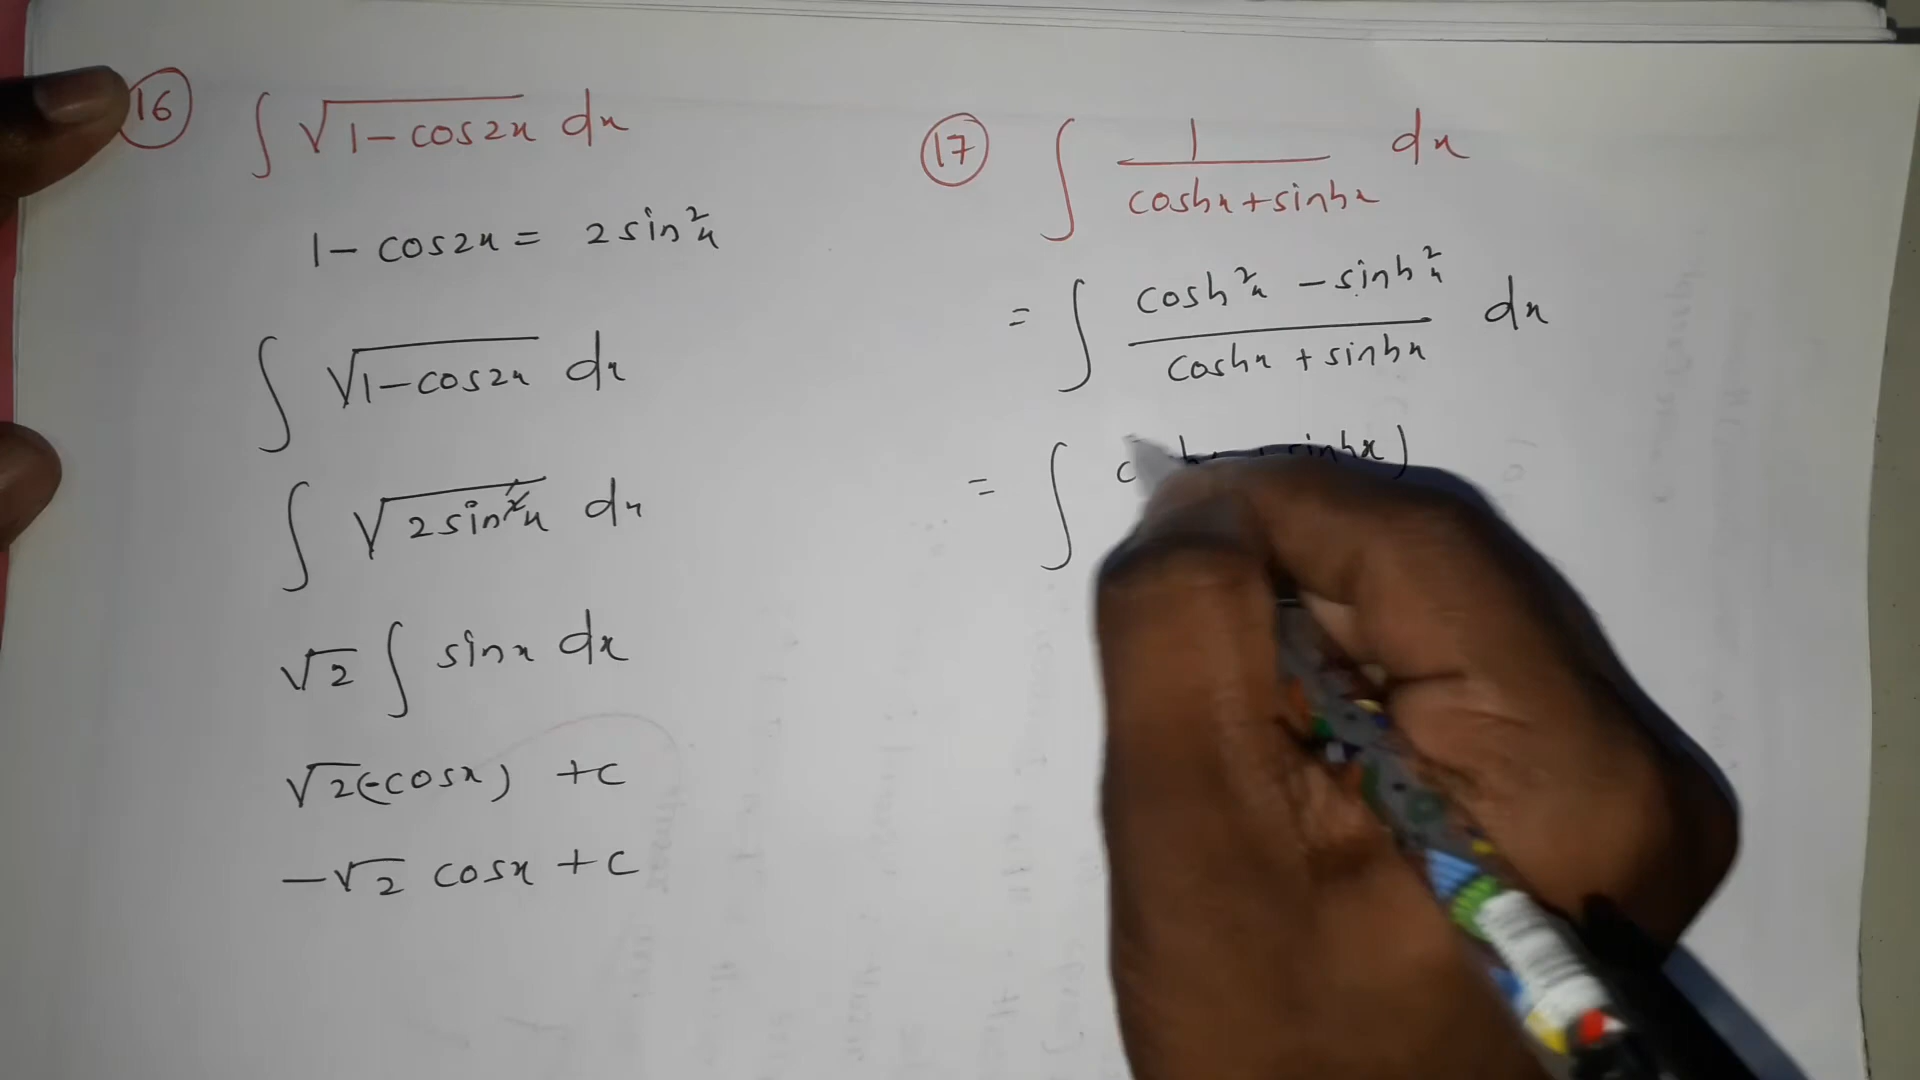 16 ∫ √1-cos2x dx
1-cos2x = 2sin²x
∫ √1-cos2x dx
∫ √2sin²x dx
√2 ∫ sinx dx
√2(-cosx) +c
-√2 cosx +c
17 ∫ 1/(coshx+sinhx) dx
= ∫ (cosh²x - sinh²x)/(coshx + sinhx) dx
= ∫ sinhx)